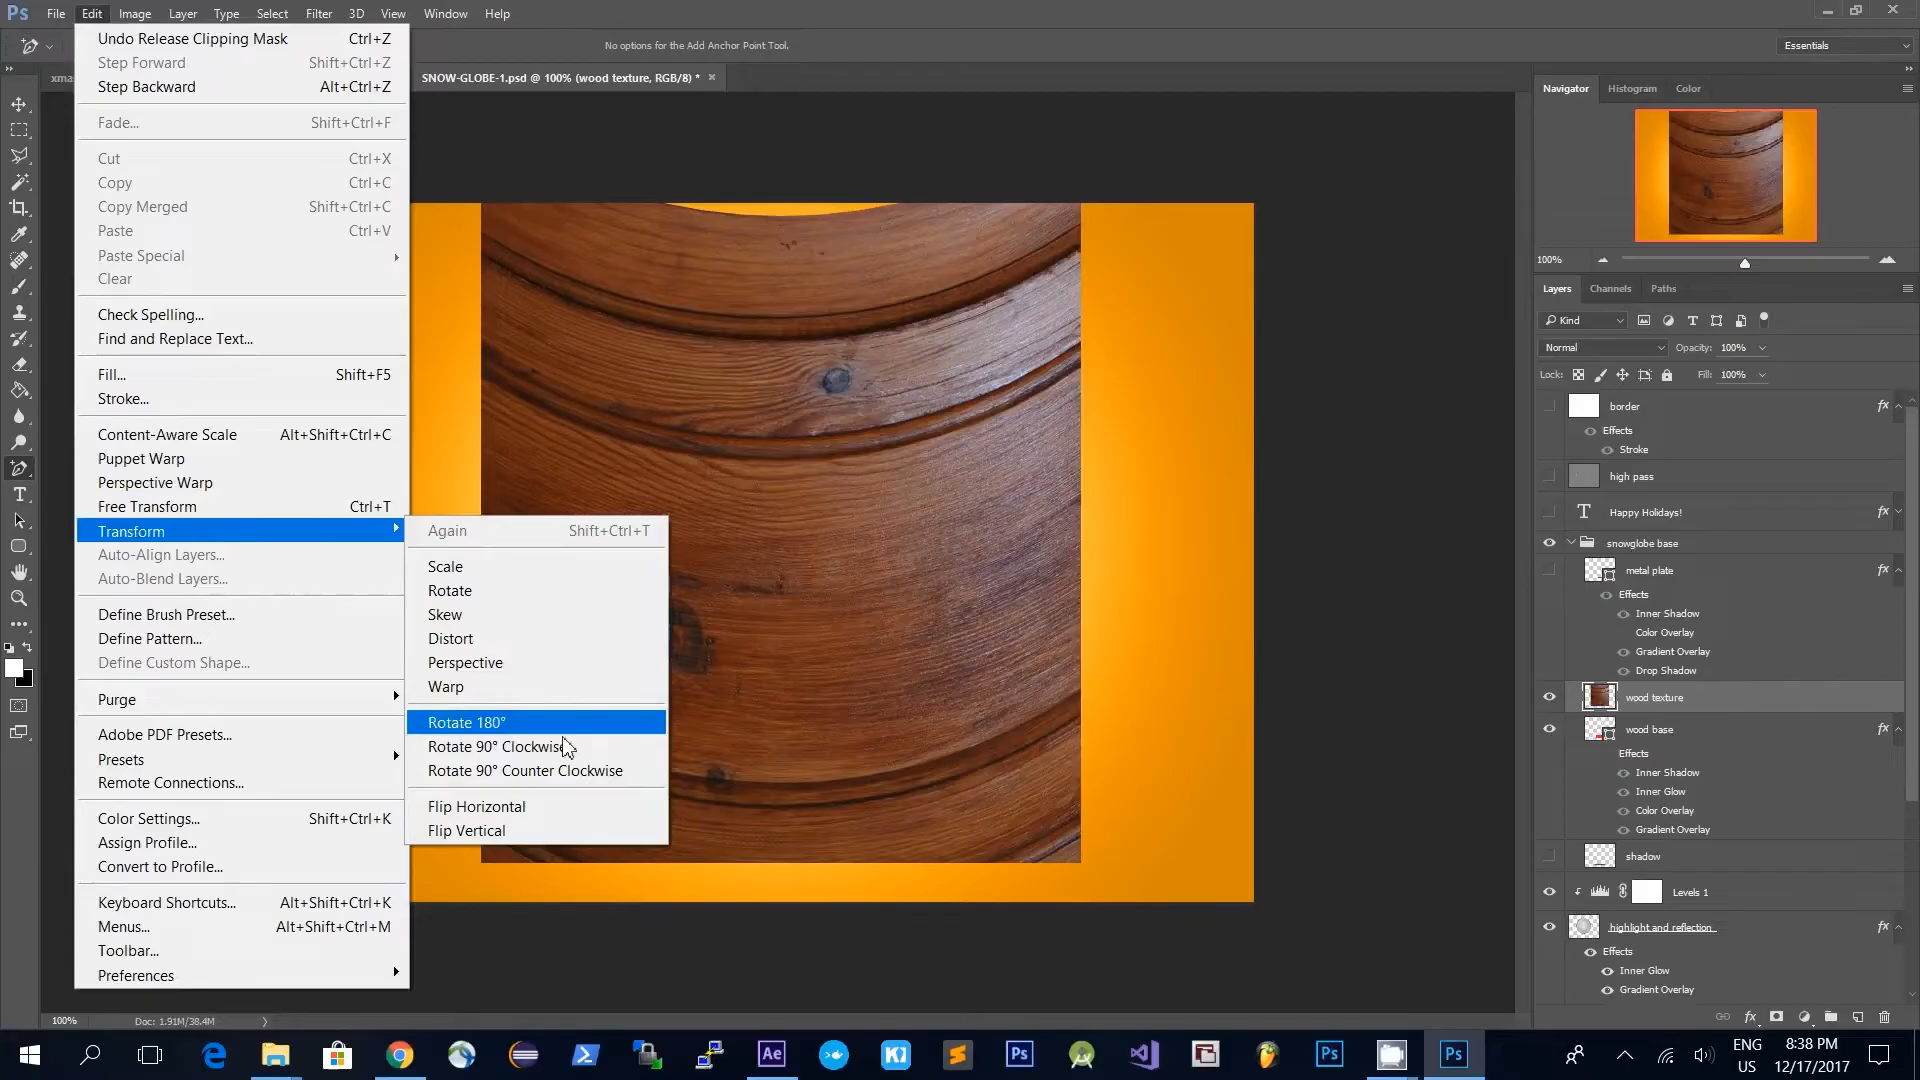 Ps File Edit Image Layer Type Select Filter 3D View Window Help
No options for the Add Anchor Point Tool.
Essentials
SNOW-GLOBE-1.psd @ 100% (wood texture, RGB/8) *
Undo Release Clipping Mask Ctrl+Z
Step Forward Shift+Ctrl+Z
Step Backward Alt+Ctrl+Z
Fade... Shift+Ctrl+F
Cut Ctrl+X
Copy Ctrl+C
Copy Merged Shift+Ctrl+C
Paste Ctrl+V
Paste Special
Clear
Check Spelling...
Find and Replace Text...
Fill... Shift+F5
Stroke...
Content-Aware Scale Alt+Shift+Ctrl+C
Puppet Warp
Perspective Warp
Free Transform Ctrl+T
Transform
Auto-Align Layers...
Auto-Blend Layers...
Define Brush Preset...
Define Pattern...
Define Custom Shape...
Purge
Adobe PDF Presets...
Presets
Remote Connections...
Color Settings... Shift+Ctrl+K
Assign Profile...
Convert to Profile...
Keyboard Shortcuts... Alt+Shift+Ctrl+K
Menus... Alt+Shift+Ctrl+M
Toolbar...
Preferences
Again Shift+Ctrl+T
Scale
Rotate
Skew
Distort
Perspective
Warp
Rotate 180°
Rotate 90° Clockwise
Rotate 90° Counter Clockwise
Flip Horizontal
Flip Vertical
Navigator Histogram Color
100%
Layers Channels Paths
Kind
Normal Opacity: 100%
Lock: Fill: 100%
border fx
Effects
Stroke
high pass
T Happy Holidays! fx
snowglobe base
metal plate fx
Effects
Inner Shadow
Color Overlay
Gradient Overlay
Drop Shadow
wood texture
wood base fx
Effects
Inner Shadow
Inner Glow
Color Overlay
Gradient Overlay
shadow
Levels 1
highlight and reflection fx
Effects
Inner Glow
Gradient Overlay
fx
100% Doc: 1.91M/38.4M
Ae
Ps
Ps
Ps
ENG
US
8:38 PM
12/17/2017